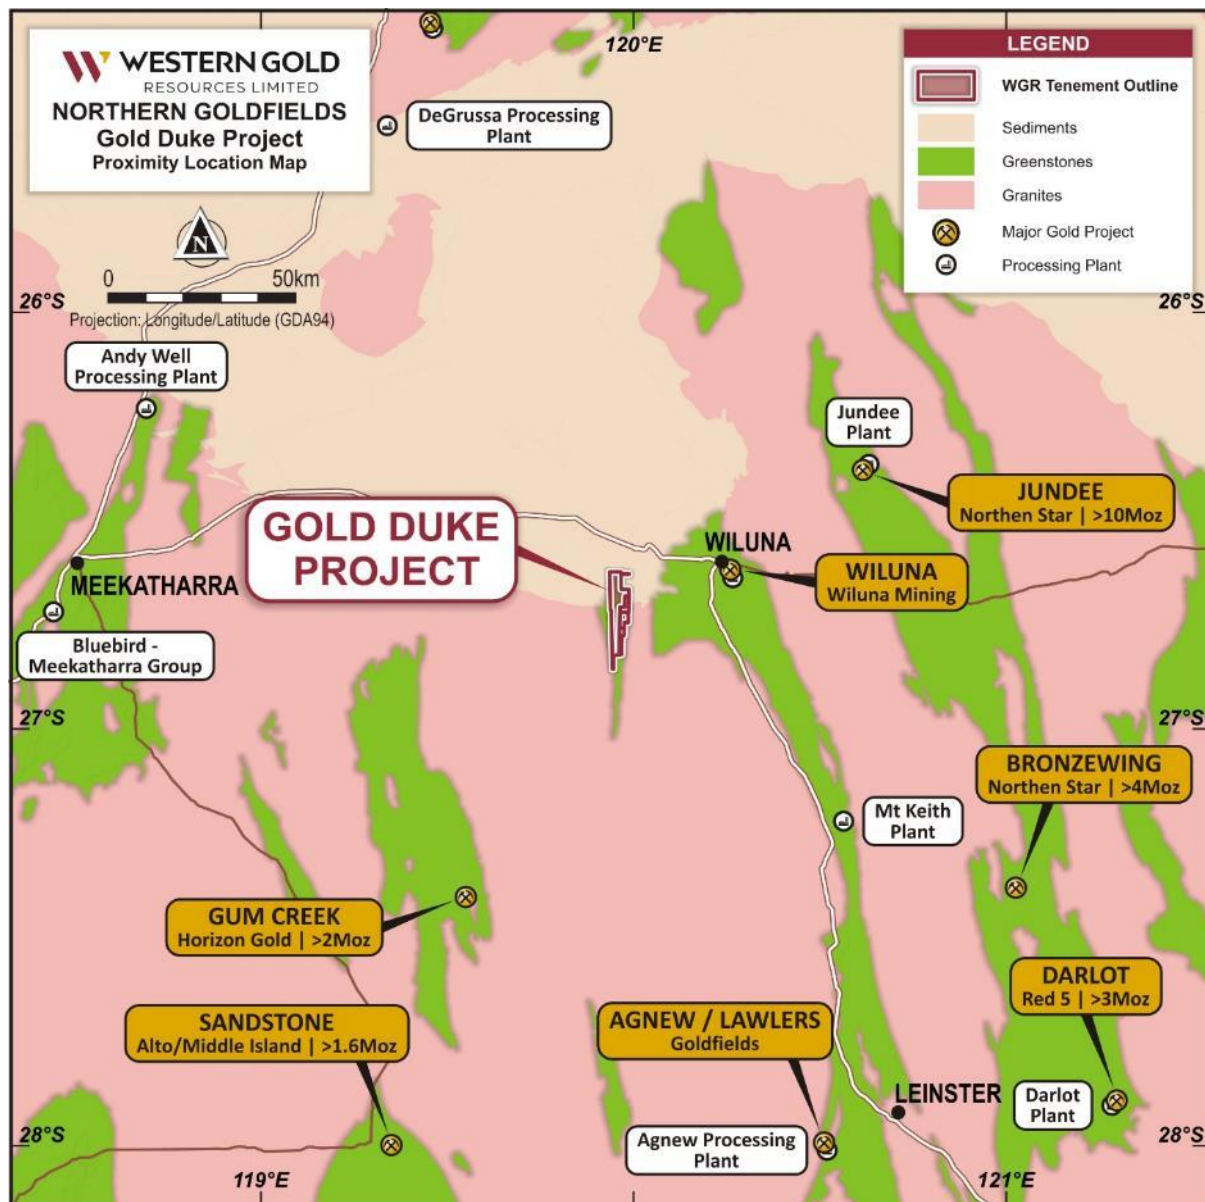 WESTERN GOLD
RESOURCES LIMITED
NORTHERN GOLDFIELDS
Gold Duke Project
Proximity Location Map
N
0 50km
Projection: Longitude/Latitude (GDA94)
120°E
LEGEND
WGR Tenement Outline
Sediments
Greenstones
Granites
Major Gold Project
Processing Plant
DeGrussa Processing
Plant
26°S
26°S
Andy Well
Processing Plant
Jundee
Plant
JUNDEE
Northen Star | >10Moz
GOLD DUKE
PROJECT
WILUNA
WILUNA
Wiluna Mining
MEEKATHARRA
Bluebird -
Meekatharra Group
27°S
27°S
BRONZEWING
Northen Star | >4Moz
Mt Keith
Plant
GUM CREEK
Horizon Gold | >2Moz
DARLOT
Red 5 | >3Moz
SANDSTONE
Alto/Middle Island | >1.6Moz
AGNEW / LAWLERS
Goldfields
LEINSTER
Darlot
Plant
Agnew Processing
Plant
28°S
28°S
119°E
121°E